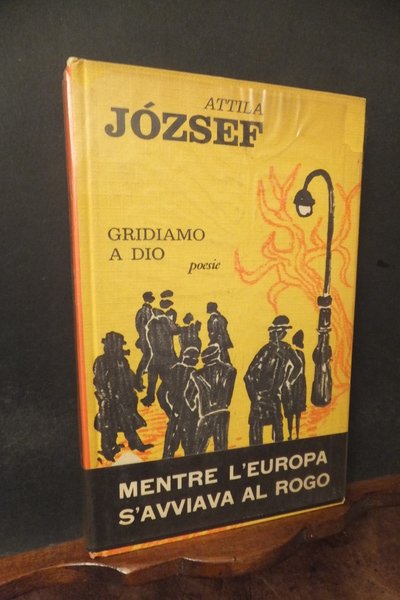 ATTILA
JÓZSEF
GRIDIAMO
A DIO
poesie
MENTRE L'EUROPA
S'AVVIAVA AL ROGO